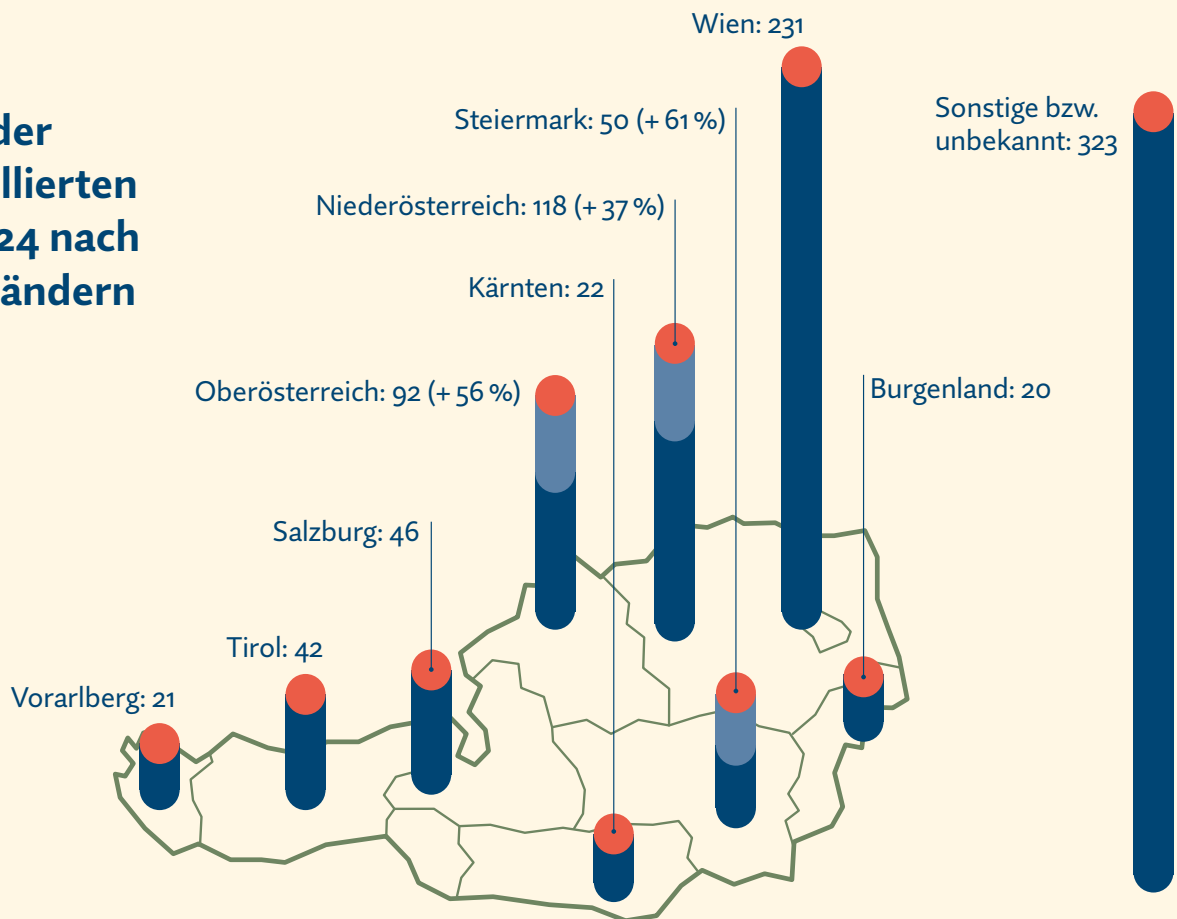 der
llierten
24 nach
ändern
Wien: 231
Steiermark: 50 (+ 61 %)
Sonstige bzw.
unbekannt: 323
Niederösterreich: 118 (+ 37 %)
Kärnten: 22
Oberösterreich: 92 (+ 56 %)
Burgenland: 20
Salzburg: 46
Tirol: 42
Vorarlberg: 21